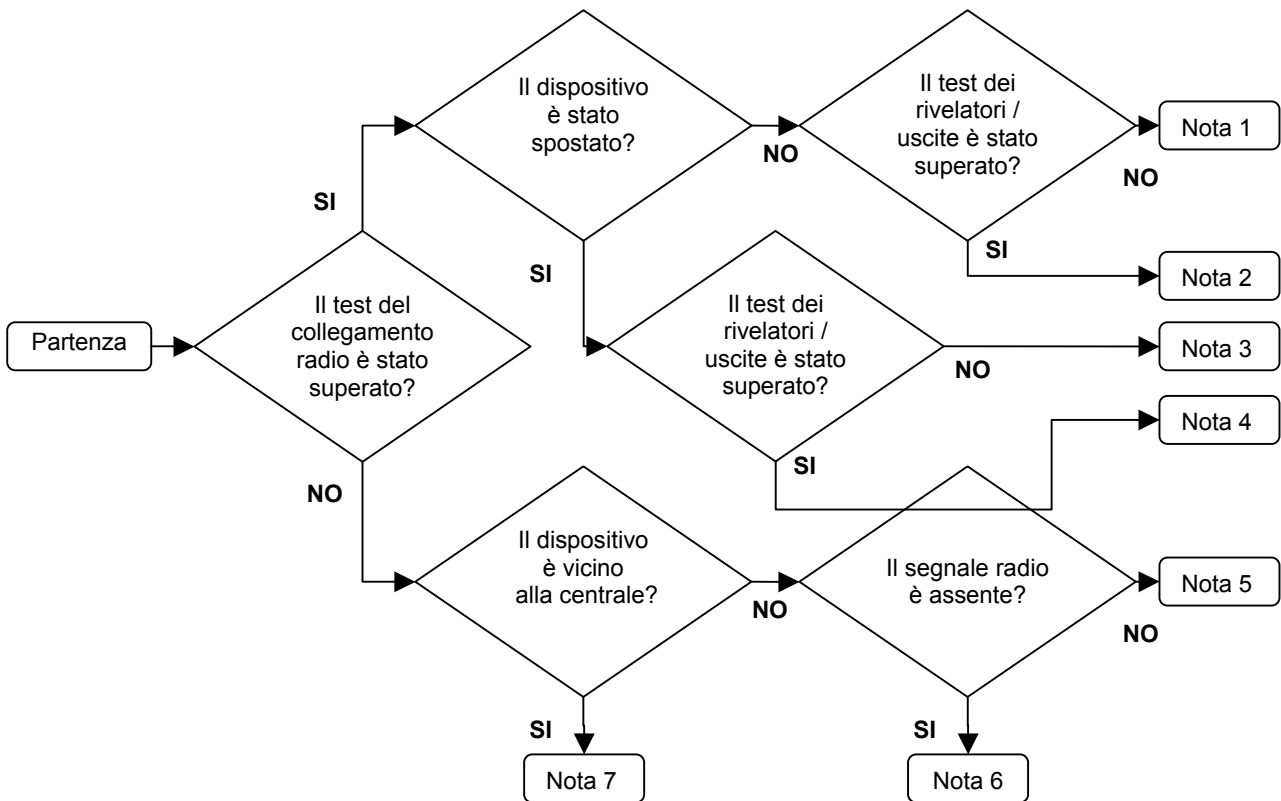 Il dispositivo
è stato
spostato?
NO
Il test dei
rivelatori /
uscite è stato
superato?
NO
Nota 1
SI
SI
SI
Nota 2
Partenza
Il test del
collegamento
radio è stato
superato?
Il test dei
rivelatori /
uscite è stato
superato?
NO
Nota 3
SI
Nota 4
NO
Il dispositivo
è vicino
alla centrale?
NO
Il segnale radio
è assente?
NO
Nota 5
SI
Nota 7
SI
Nota 6